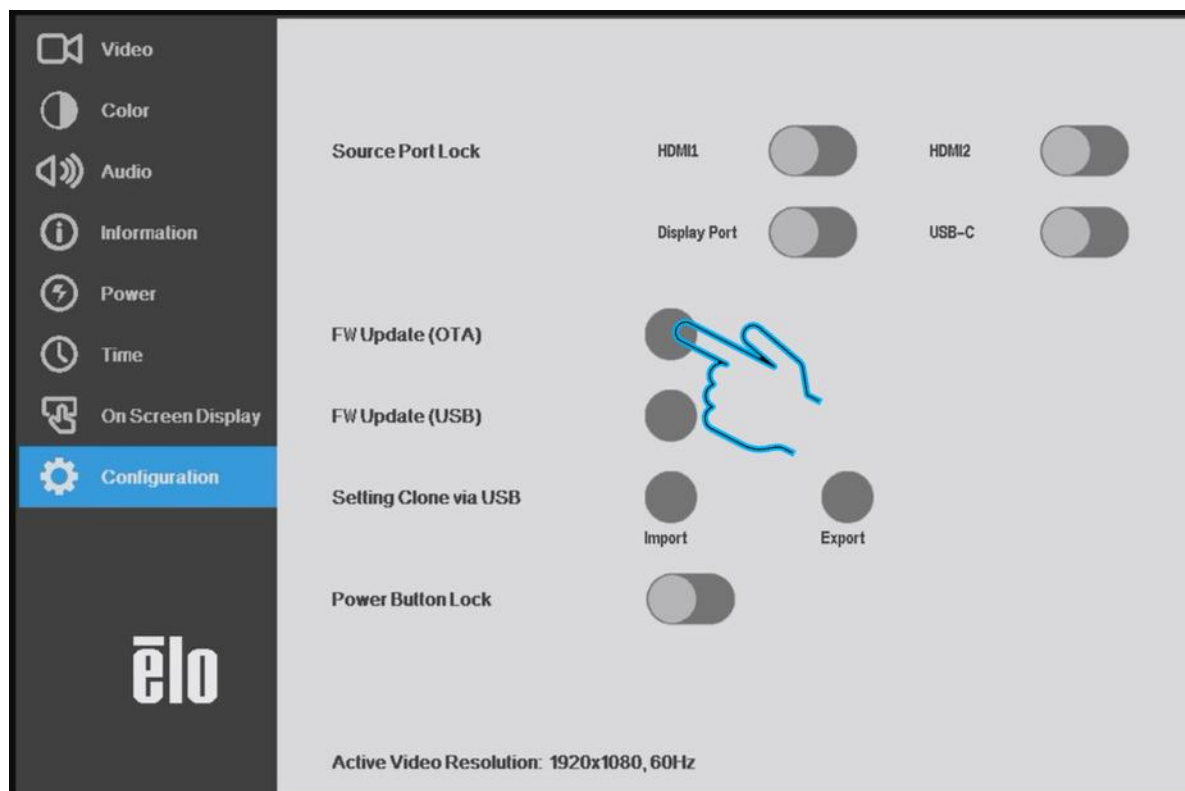 Video
Color
Audio
Information
Power
Time
On Screen Display
Configuration
ēlo
Source Port Lock
HDMI1
HDMI2
Display Port
USB-C
FW Update (OTA)
FW Update (USB)
Setting Clone via USB
Import
Export
Power Button Lock
Active Video Resolution: 1920x1080, 60Hz